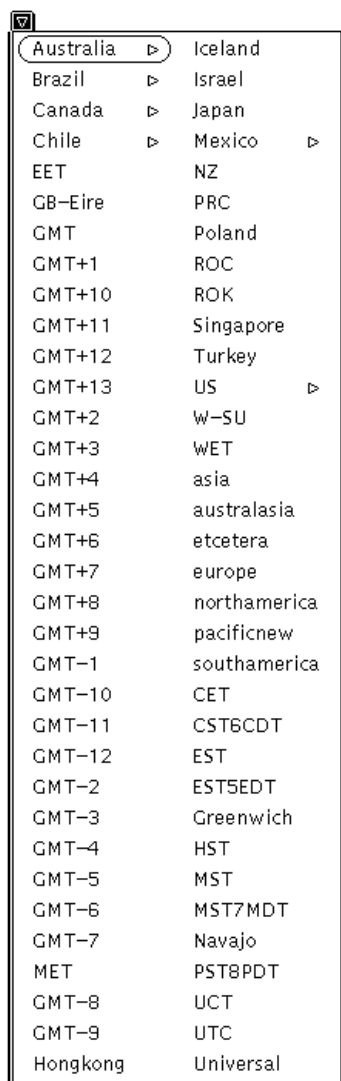 Australia
Brazil
Canada
Chile
EET
GB-Eire
GMT
GMT+1
GMT+10
GMT+11
GMT+12
GMT+13
GMT+2
GMT+3
GMT+4
GMT+5
GMT+6
GMT+7
GMT+8
GMT+9
GMT-1
GMT-10
GMT-11
GMT-12
GMT-2
GMT-3
GMT-4
GMT-5
GMT-6
GMT-7
MET
GMT-8
GMT-9
Hongkong
Iceland
Israel
Japan
Mexico
NZ
PRC
Poland
ROC
ROK
Singapore
Turkey
US
W-SU
WET
asia
australasia
etcetera
europe
northamerica
pacificnew
southamerica
CET
CST6CDT
EST
EST5EDT
Greenwich
HST
MST
MST7MDT
Navajo
PST8PDT
UCT
UTC
Universal